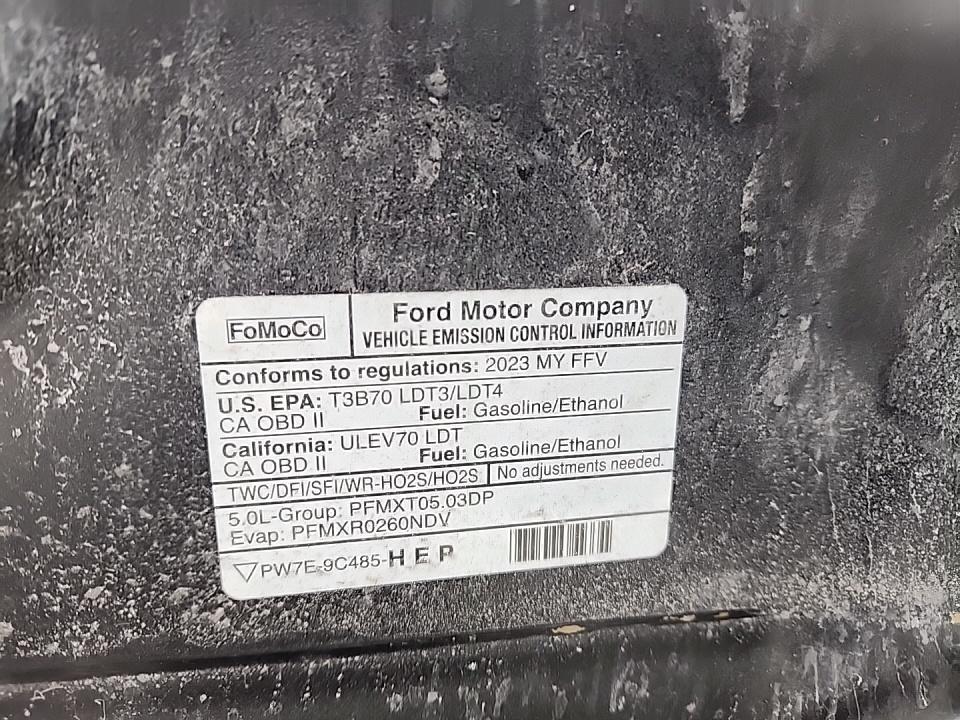 FoMoCo
Ford Motor Company
VEHICLE EMISSION CONTROL INFORMATION
Conforms to regulations: 2023 MY FFV
U.S. EPA: T3B70 LDT3/LDT4
CA OBD II Fuel: Gasoline/Ethanol
California: ULEV70 LDT
CA OBD II Fuel: Gasoline/Ethanol
TWC/DFI/SFI/WR-HO2S/HO2S No adjustments needed.
5.0L-Group: PFMXT05.03DP
Evap: PFMXR0260NDV
PW7E-9C485-HEP